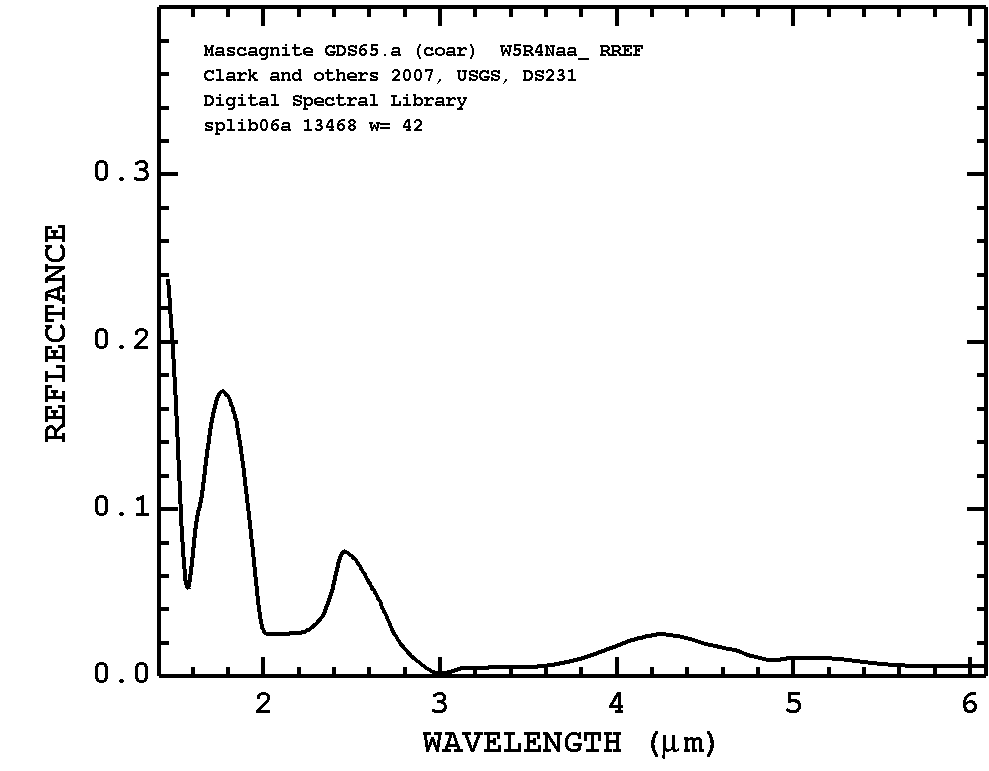 Mascagnite GDS65.a (coar) W5R4Naa_ RREF
Clark and others 2007, USGS, DS231
Digital Spectral Library
splib06a 13468 w= 42
REFLECTANCE
0.3
0.2
0.1
0.0
2 3 4 5 6
WAVELENGTH (μm)